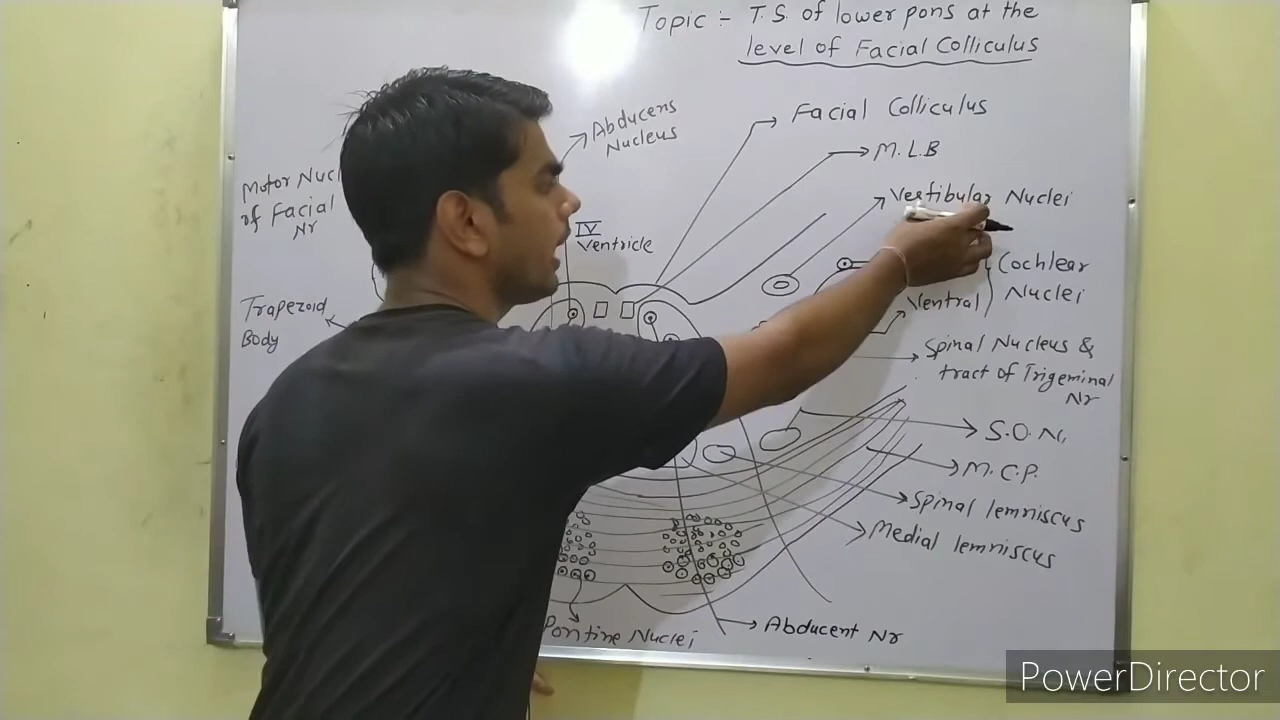 Topic :- T.S. of lower pons at the
level of Facial Colliculus
Abducens
Nucleus
Facial Colliculus
M.L.B
Vestibular Nuclei
Motor Nucl
of Facial
Nr
IV
Ventricle
Cochlear
Nuclei
Ventral
Trapezoid
Body
Spinal Nucleus &
tract of Trigeminal
Nr
S.O.N.
M.C.P.
Spinal lemniscus
Medial lemniscus
Pontine Nuclei
Abducent Nr
PowerDirector